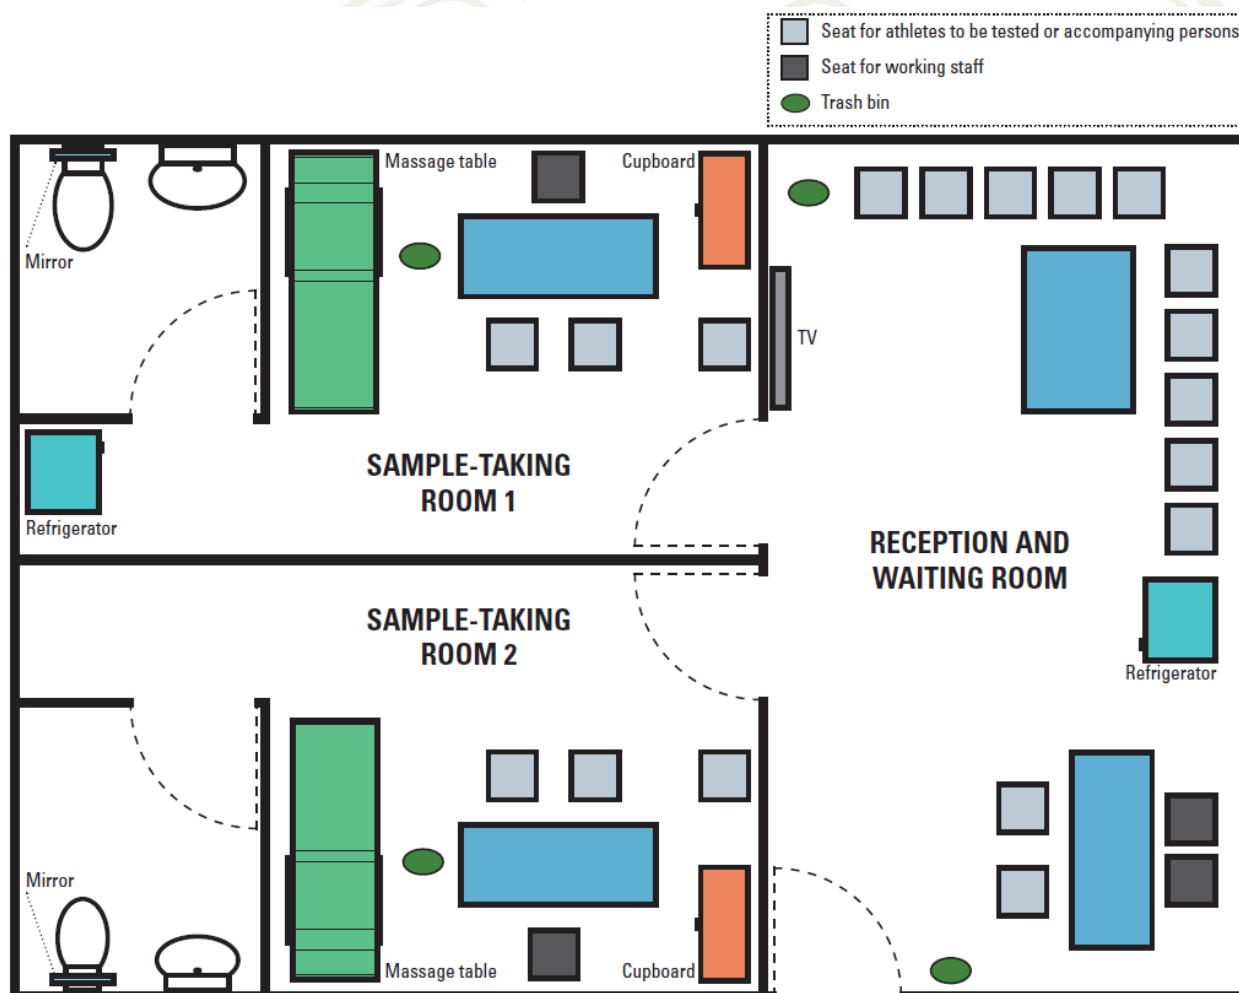 Seat for athletes to be tested or accompanying persons
Seat for working staff
Trash bin
Massage table
Cupboard
Mirror
TV
SAMPLE-TAKING
ROOM 1
Refrigerator
RECEPTION AND
WAITING ROOM
SAMPLE-TAKING
ROOM 2
Refrigerator
Mirror
Massage table
Cupboard